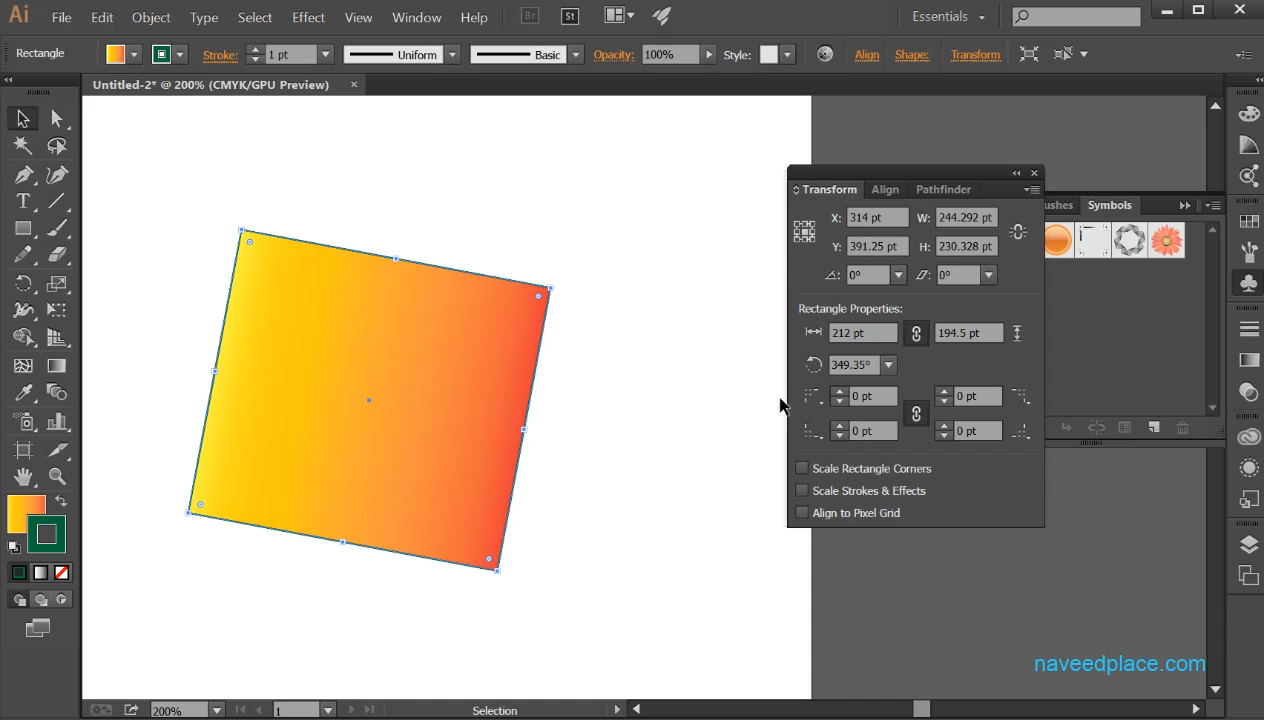 Ai File Edit Object Type Select Effect View Window Help Br St Essentials
Rectangle Stroke: 1 pt Uniform Basic Opacity: 100% Style: Align Shape: Transform
Untitled-2* @ 200% (CMYK/GPU Preview)
Transform Align Pathfinder
X: 314 pt W: 244.292 pt
ushes Symbols
Y: 391.25 pt H: 230.328 pt
0° 0°
Rectangle Properties:
212 pt 194.5 pt
349.35°
0 pt 0 pt
0 pt 0 pt
Scale Rectangle Corners
Scale Strokes & Effects
Align to Pixel Grid
naveedplace.com
200% 1 Selection